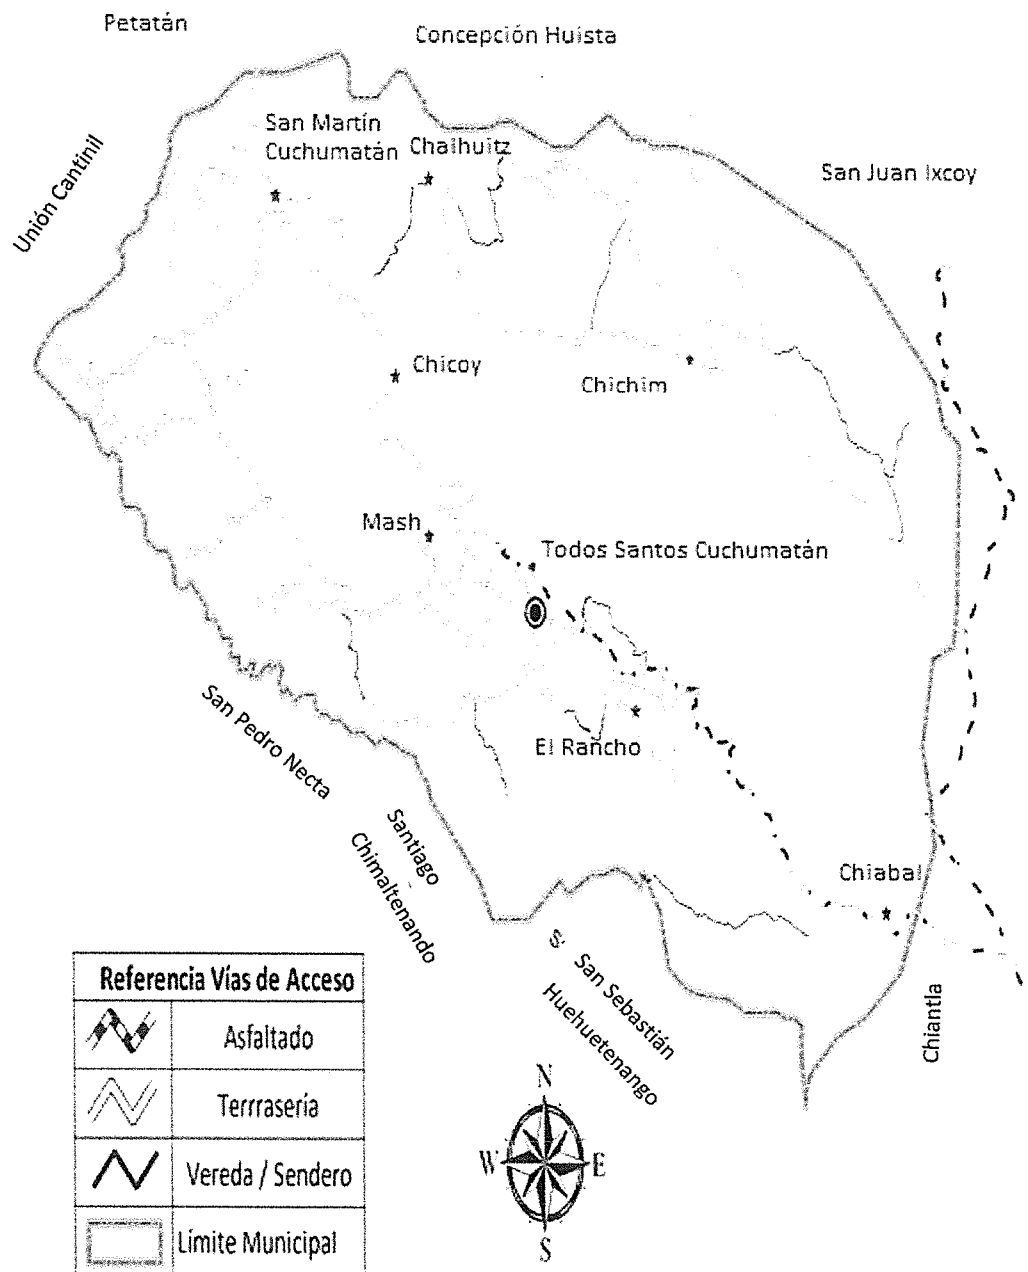 Petatán
Concepción Huista
San Martín
Cuchumatán
Chalhuitz
San Juan Ixcoy
Unión Cantinil
Chicoy
Chichim
Mash
Todos Santos Cuchumatán
San Pedro Necta
El Rancho
Santiago
Chimaltenando
Chiabal
S
San Sebastián
Huehuetenango
Chiantla
Referencia Vías de Acceso
Asfaltado
Terrrasería
Vereda / Sendero
Límite Municipal
N
W E
S